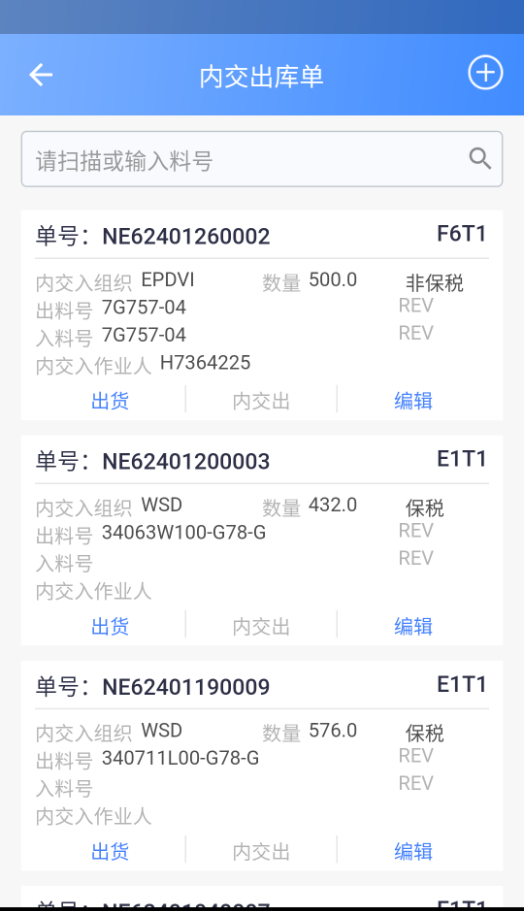 内交出库单
请扫描或输入料号
单号：NE62401260002 F6T1
内交入组织 EPDVI 数量 500.0 非保税
出料号 7G757-04 REV
入料号 7G757-04 REV
内交入作业人 H7364225
出货 内交出 编辑
单号：NE62401200003 E1T1
内交入组织 WSD 数量 432.0 保税
出料号 34063W100-G78-G REV
入料号 REV
内交入作业人
出货 内交出 编辑
单号：NE62401190009 E1T1
内交入组织 WSD 数量 576.0 保税
出料号 340711L00-G78-G REV
入料号 REV
内交入作业人
出货 内交出 编辑